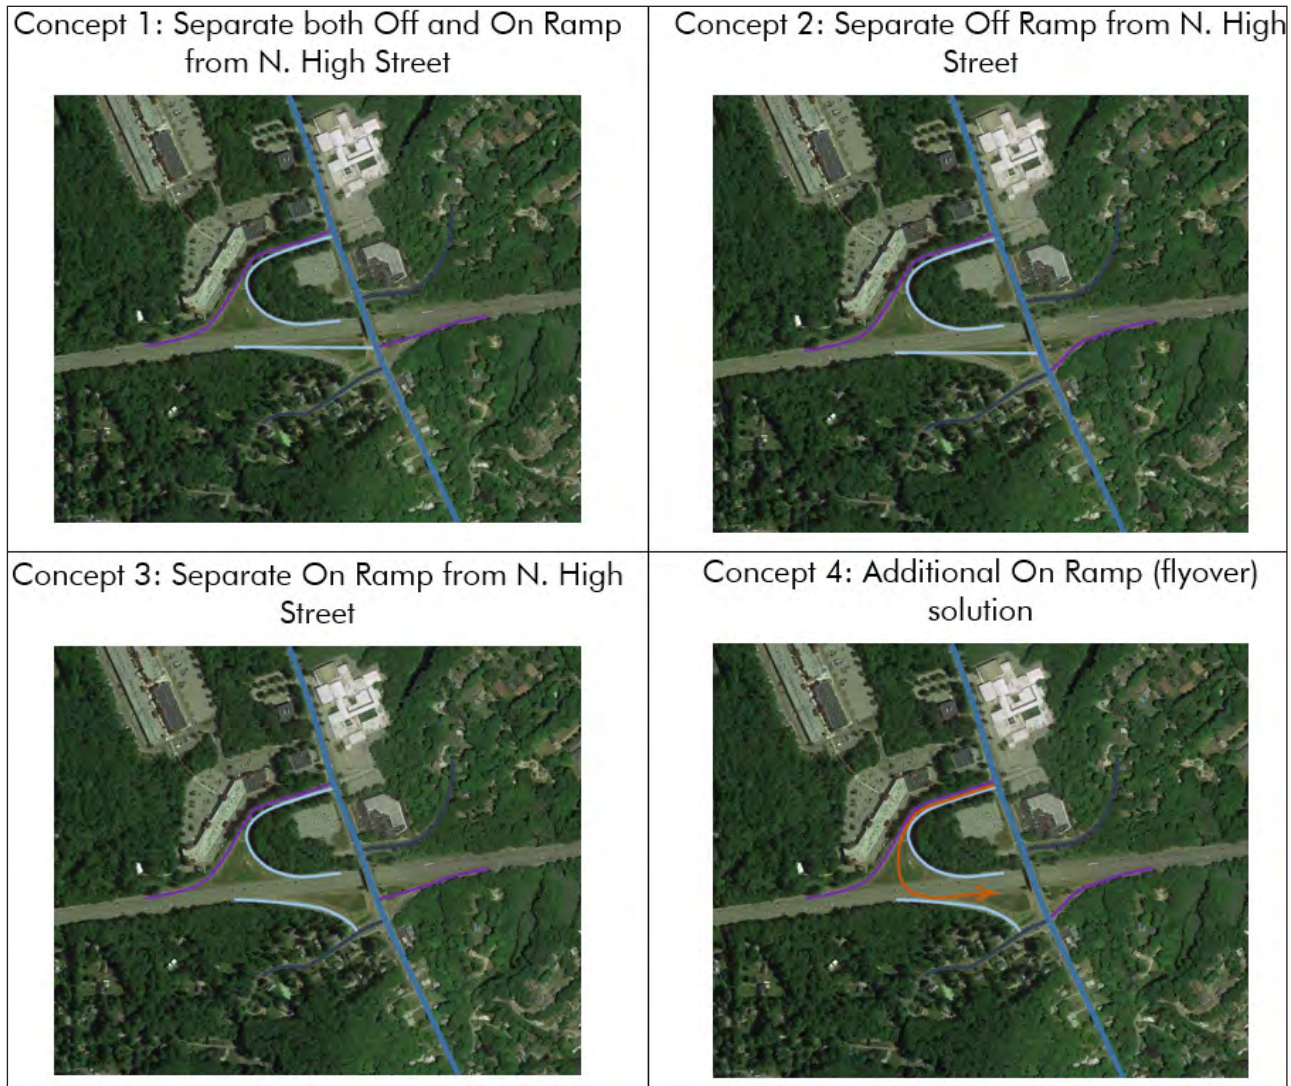 Concept 1: Separate both Off and On Ramp
from N. High Street
Concept 2: Separate Off Ramp from N. High
Street
Concept 3: Separate On Ramp from N. High
Street
Concept 4: Additional On Ramp (flyover)
solution